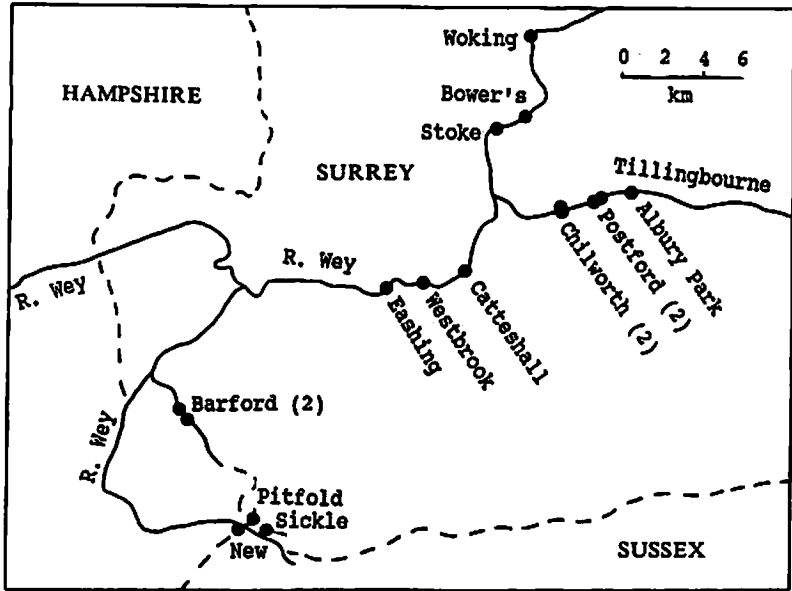 Woking
0 2 4 6
km
HAMPSHIRE
Bower's
Stoke
SURREY
Tillingbourne
R. Wey
R. Wey
Albury Park
Postford (2)
Chilworth (2)
Catteshall
Westbrook
Eashing
Barford (2)
R. Wey
Pitfold
Sickle
New
SUSSEX